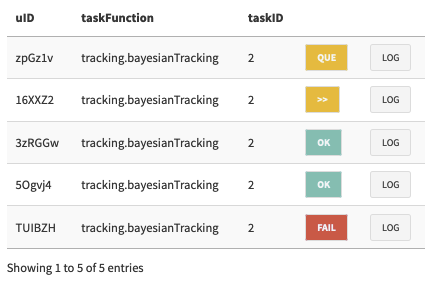 uID taskFunction taskID
zpGz1v tracking.bayesianTracking 2 QUE LOG
16XXZ2 tracking.bayesianTracking 2 >> LOG
3zRGGw tracking.bayesianTracking 2 OK LOG
5Ogvj4 tracking.bayesianTracking 2 OK LOG
TUIBZH tracking.bayesianTracking 2 FAIL LOG
Showing 1 to 5 of 5 entries